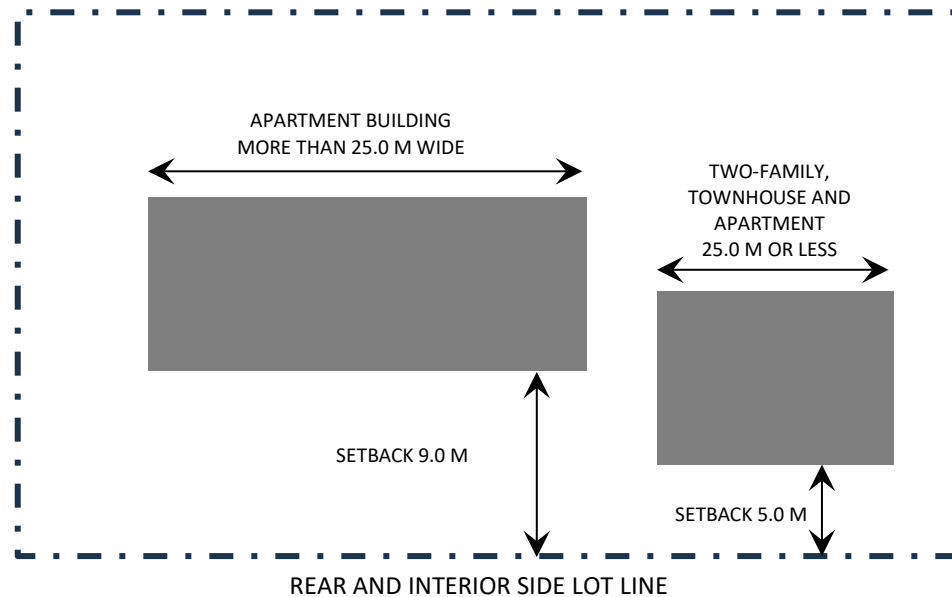 APARTMENT BUILDING
MORE THAN 25.0 M WIDE
TWO-FAMILY,
TOWNHOUSE AND
APARTMENT
25.0 M OR LESS
SETBACK 9.0 M
SETBACK 5.0 M
REAR AND INTERIOR SIDE LOT LINE